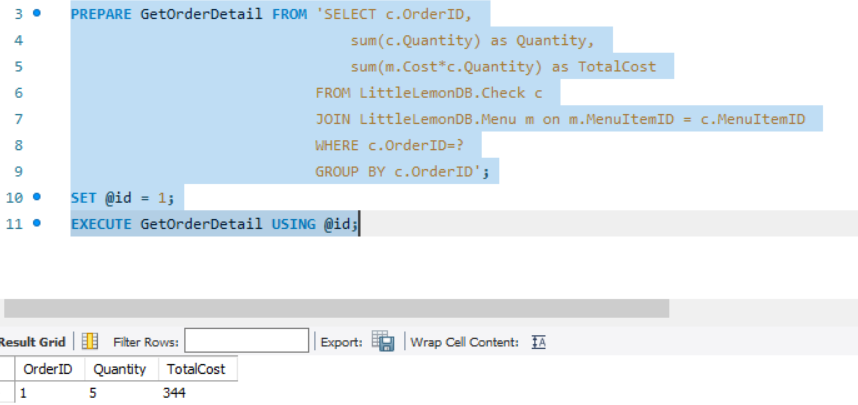 3 PREPARE GetOrderDetail FROM 'SELECT c.OrderID,
4 sum(c.Quantity) as Quantity,
5 sum(m.Cost*c.Quantity) as TotalCost
6 FROM LittleLemonDB.Check c
7 JOIN LittleLemonDB.Menu m on m.MenuItemID = c.MenuItemID
8 WHERE c.OrderID=?
9 GROUP BY c.OrderID';
10 SET @id = 1;
11 EXECUTE GetOrderDetail USING @id;
Result Grid Filter Rows: Export: Wrap Cell Content: IA
OrderID Quantity TotalCost
1 5 344